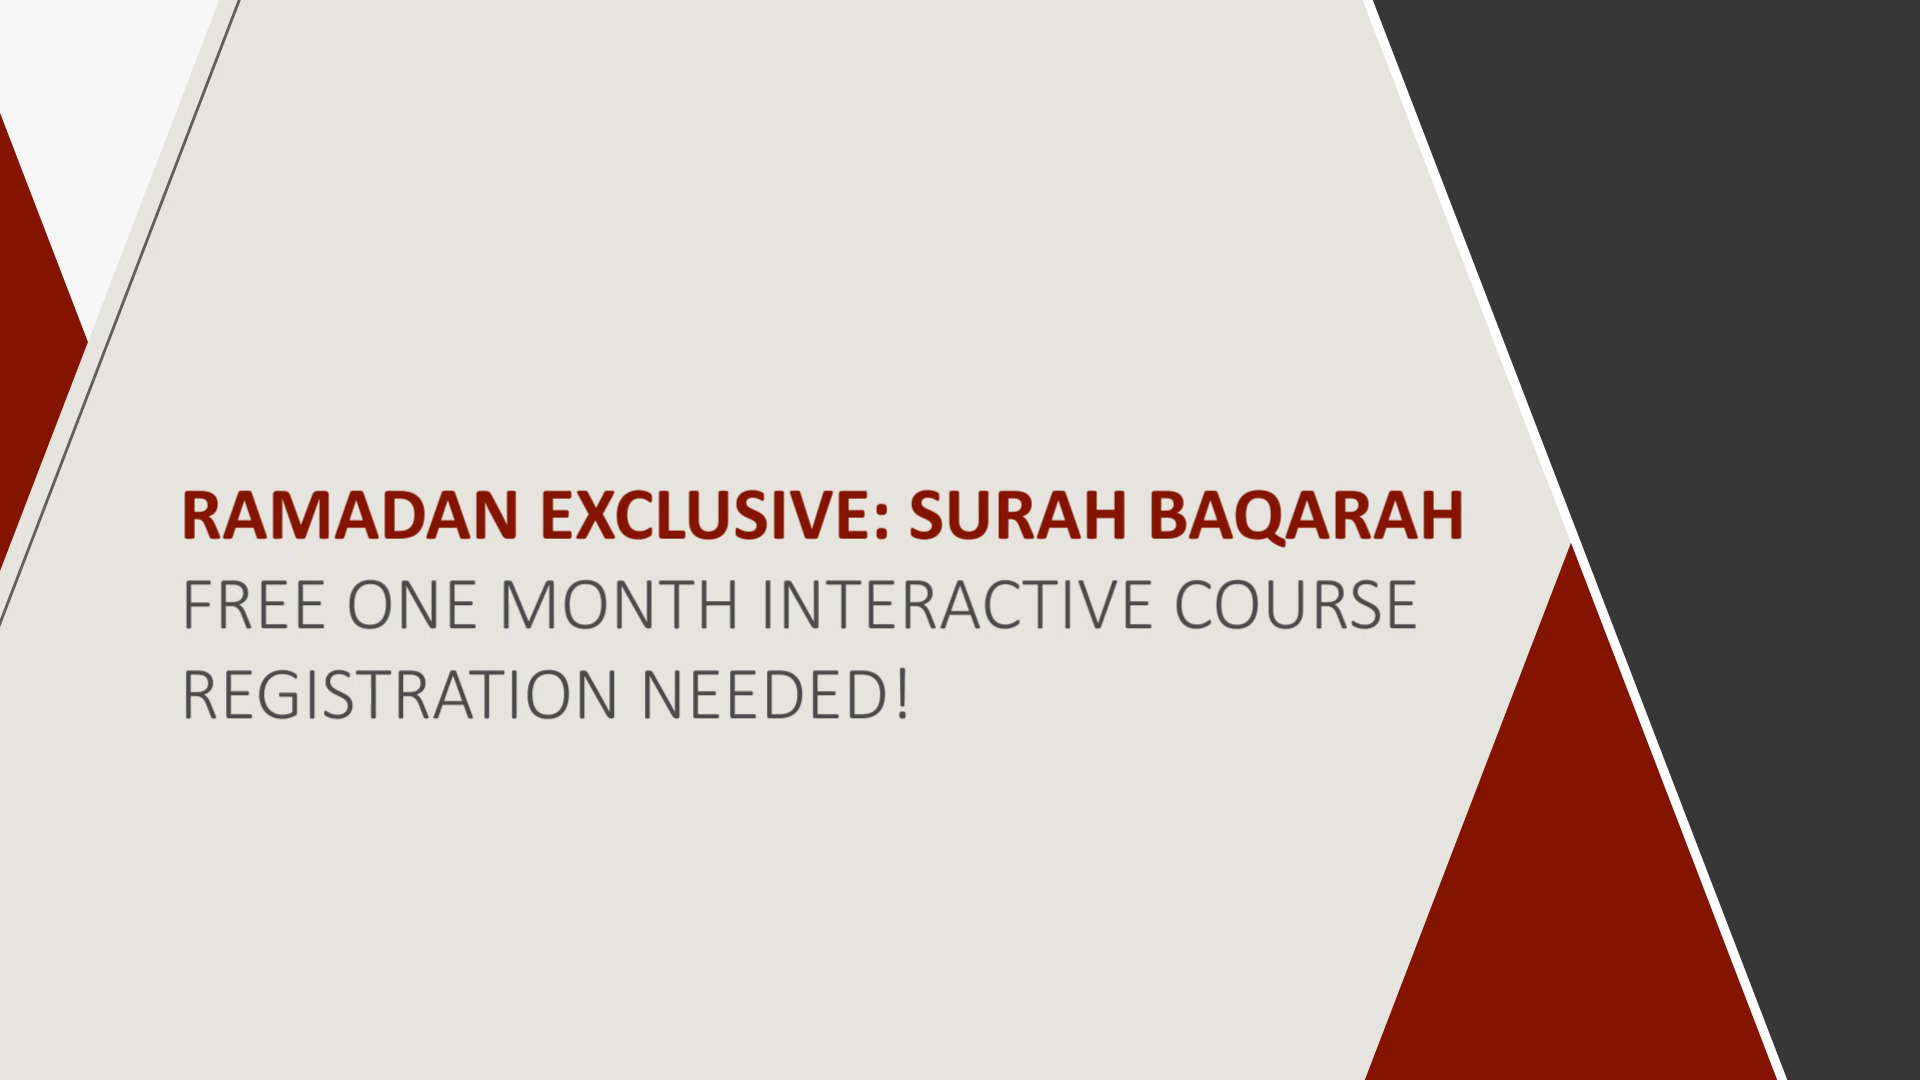 RAMADAN EXCLUSIVE: SURAH BAQARAH
FREE ONE MONTH INTERACTIVE COURSE
REGISTRATION NEEDED!